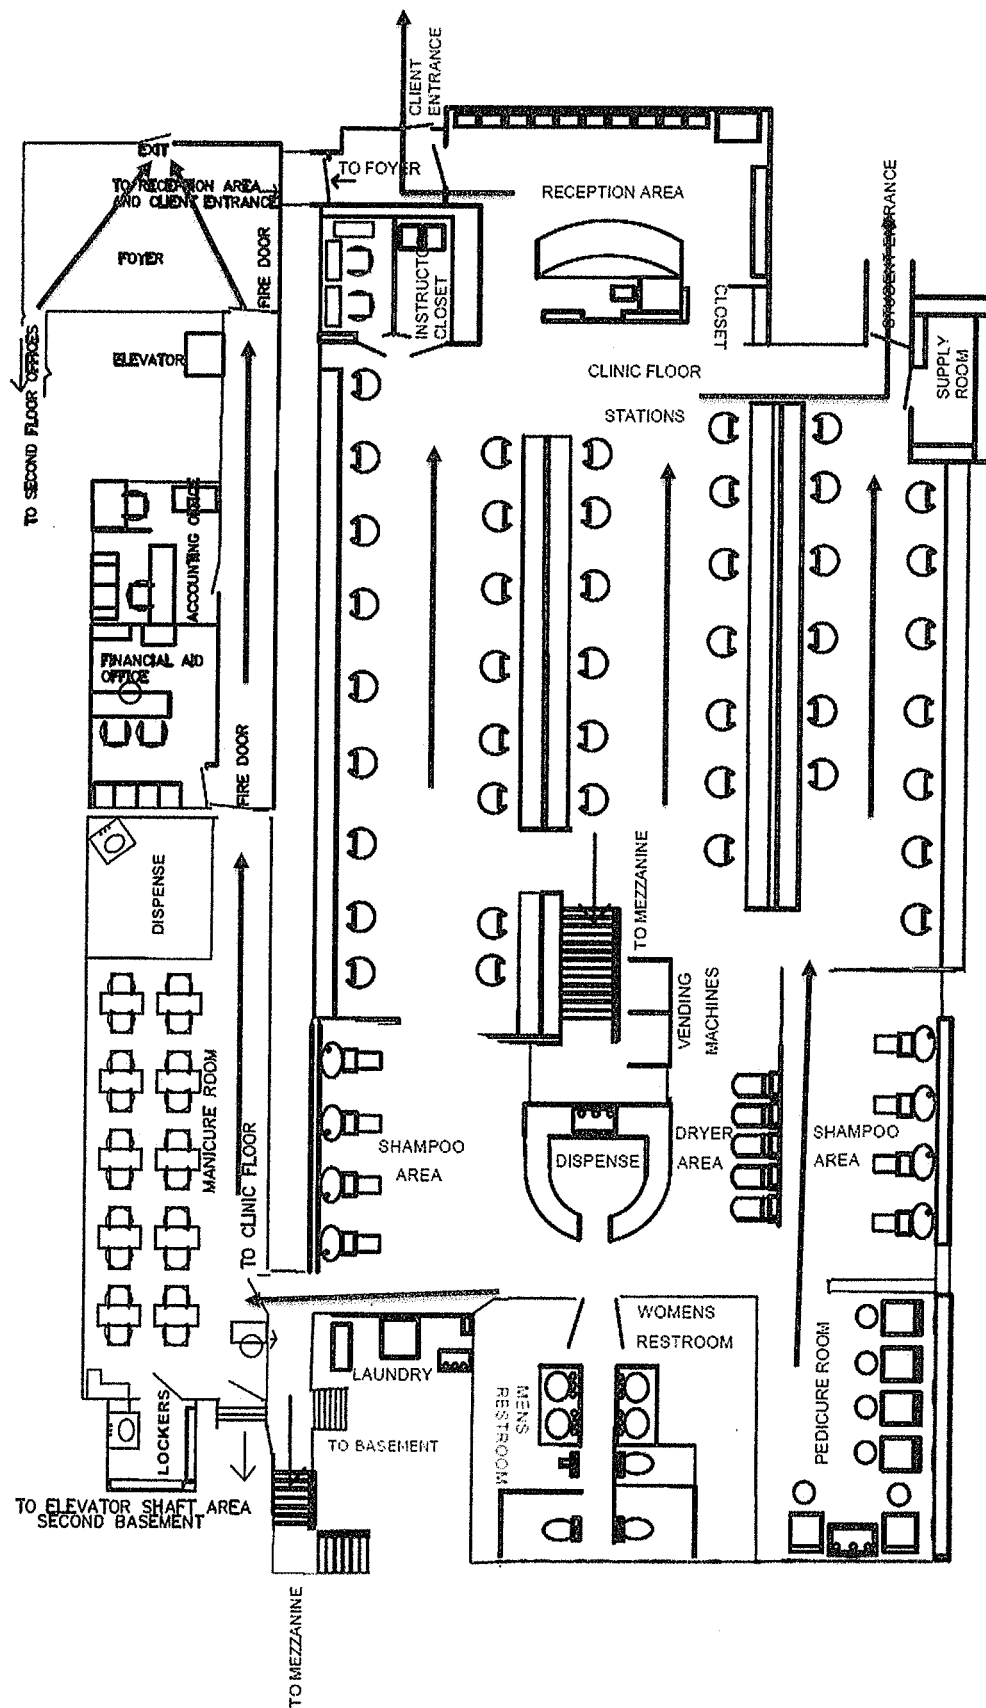 CLIENT
ENTRANCE
EXIT
TO FOYER
TO RECEPTION AREA
AND CLIENT ENTRANCE
RECEPTION AREA
STUDENT ENTRANCE
FOYER
FIRE DOOR
INSTRUCTO
CLOSET
CLOSET
TO SECOND FLOOR OFFICES
ELEVATOR
CLINIC FLOOR
STATIONS
SUPPLY
ROOM
ACCOUNTING OFFICE
FINANCIAL AID
OFFICE
FIRE DOOR
DISPENSE
TO MEZZANINE
VENDING
MACHINES
MANICURE ROOM
TO CLINIC FLOOR
SHAMPOO
AREA
DISPENSE
DRYER
AREA
SHAMPOO
AREA
WOMENS
RESTROOM
LAUNDRY
MENS
RESTROOM
PEDICURE ROOM
LOCKERS
TO BASEMENT
TO ELEVATOR SHAFT AREA
SECOND BASEMENT
TO MEZZANINE